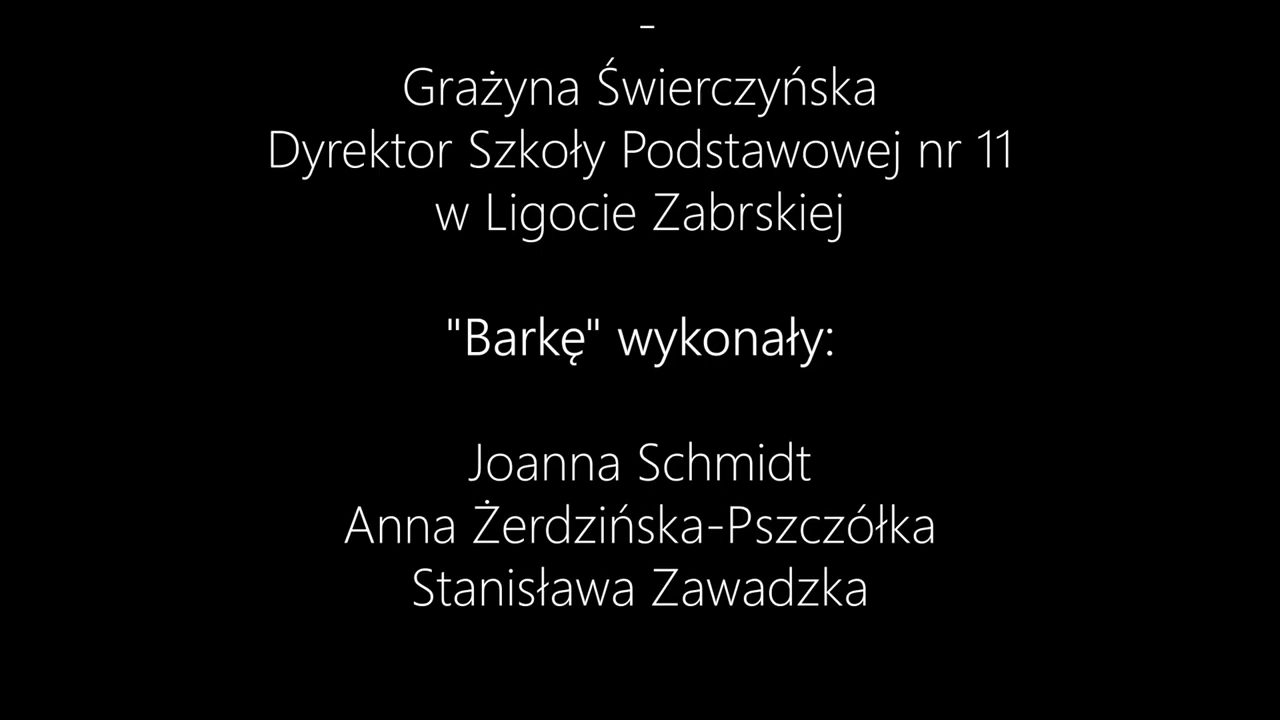 -
Grażyna Świerczyńska
Dyrektor Szkoły Podstawowej nr 11
w Ligocie Zabrskiej
"Barkę" wykonały:
Joanna Schmidt
Anna Żerdzińska-Pszczółka
Stanisława Zawadzka